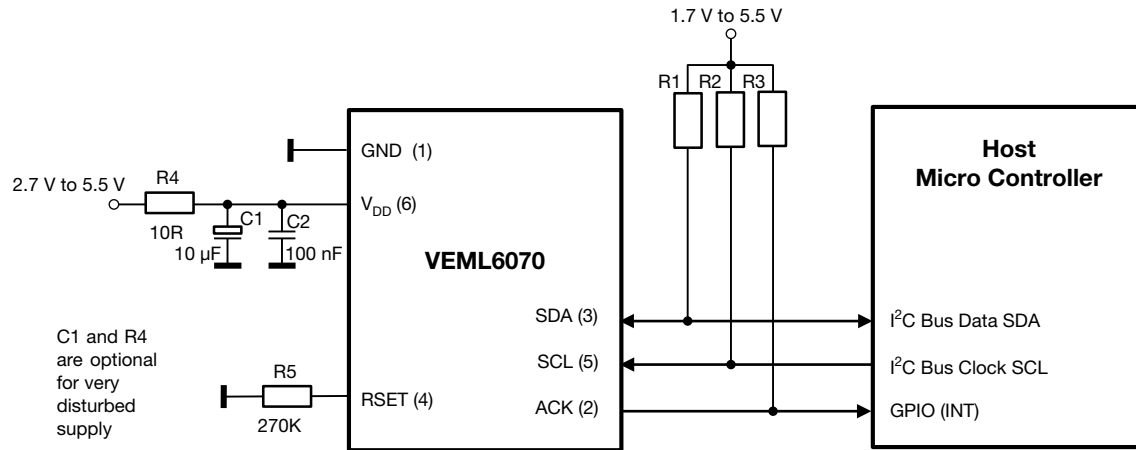 1.7 V to 5.5 V
R1
R2
R3
GND (1)
2.7 V to 5.5 V
R4
10R
C1
10 µF
C2
100 nF
V_DD (6)
VEML6070
Host
Micro Controller
SDA (3)
I²C Bus Data SDA
SCL (5)
I²C Bus Clock SCL
ACK (2)
GPIO (INT)
C1 and R4
are optional
for very
disturbed
supply
R5
270K
RSET (4)